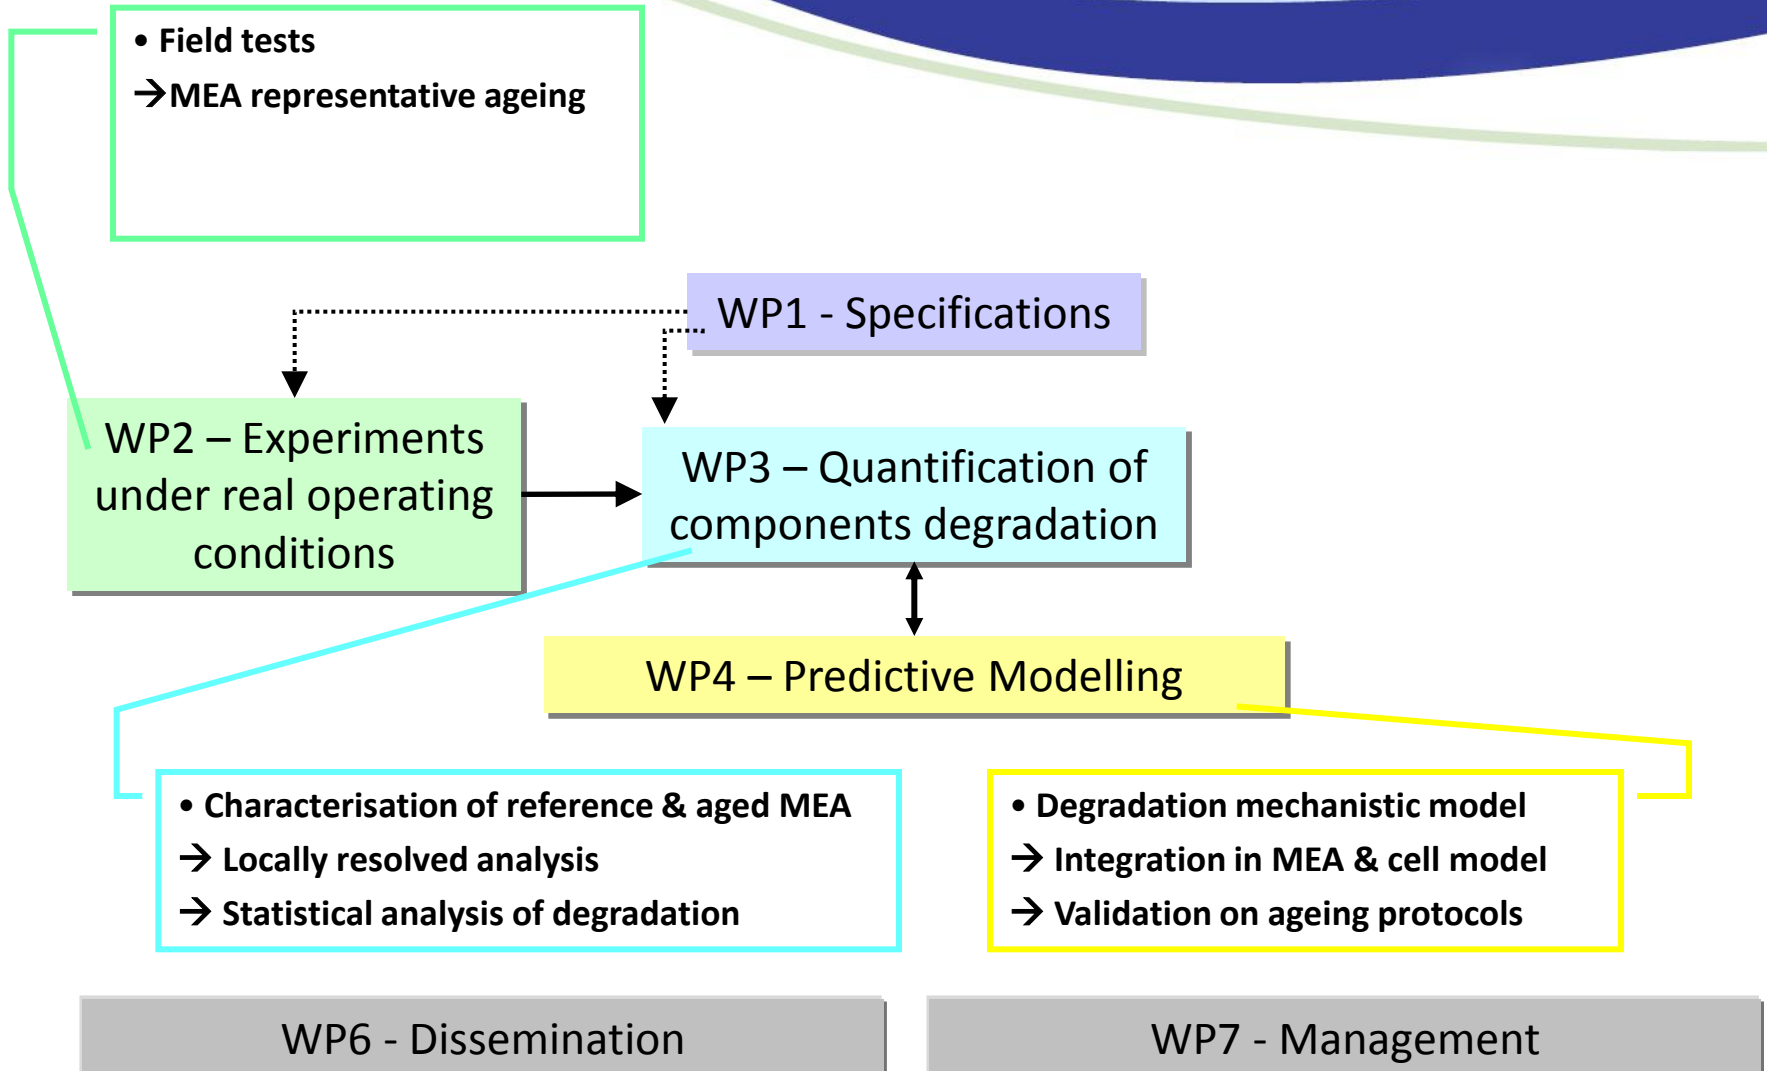 • Field tests
→MEA representative ageing
WP1 - Specifications
WP2 – Experiments
under real operating
conditions
WP3 – Quantification of
components degradation
WP4 – Predictive Modelling
• Characterisation of reference & aged MEA
→ Locally resolved analysis
→ Statistical analysis of degradation
• Degradation mechanistic model
→ Integration in MEA & cell model
→ Validation on ageing protocols
WP6 - Dissemination
WP7 - Management